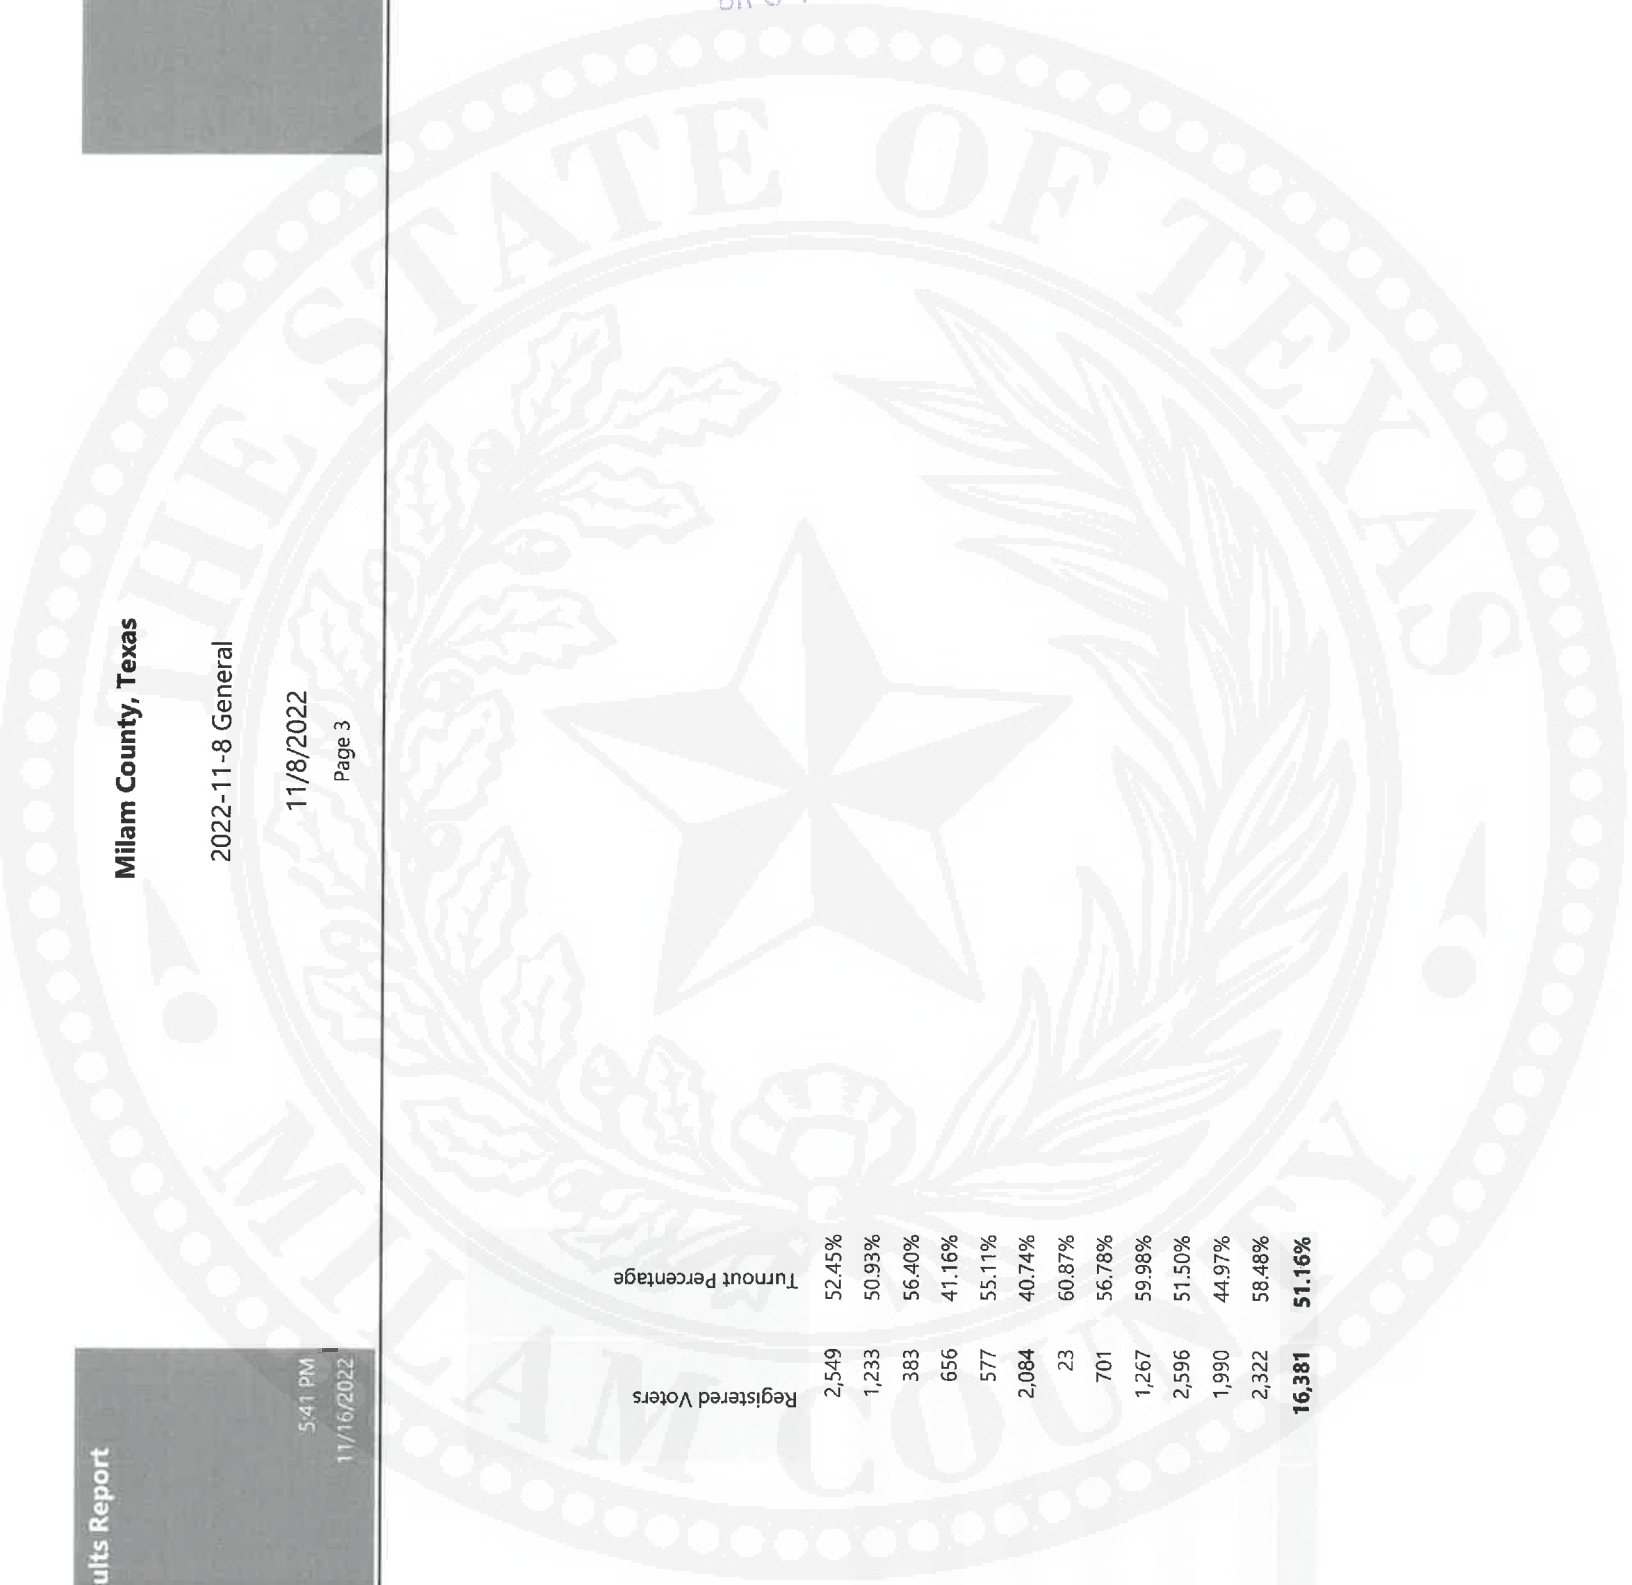 ults Report
5:41 PM
11/16/2022
Milam County, Texas
2022-11-8 General
11/8/2022
Page 3
Registered Voters Turnout Percentage
2,549 52.45%
1,233 50.93%
383 56.40%
656 41.16%
577 55.11%
2,084 40.74%
23 60.87%
701 56.78%
1,267 59.98%
2,596 51.50%
1,990 44.97%
2,322 58.48%
16,381 51.16%
THE STATE OF TEXAS
MILAM COUNTY